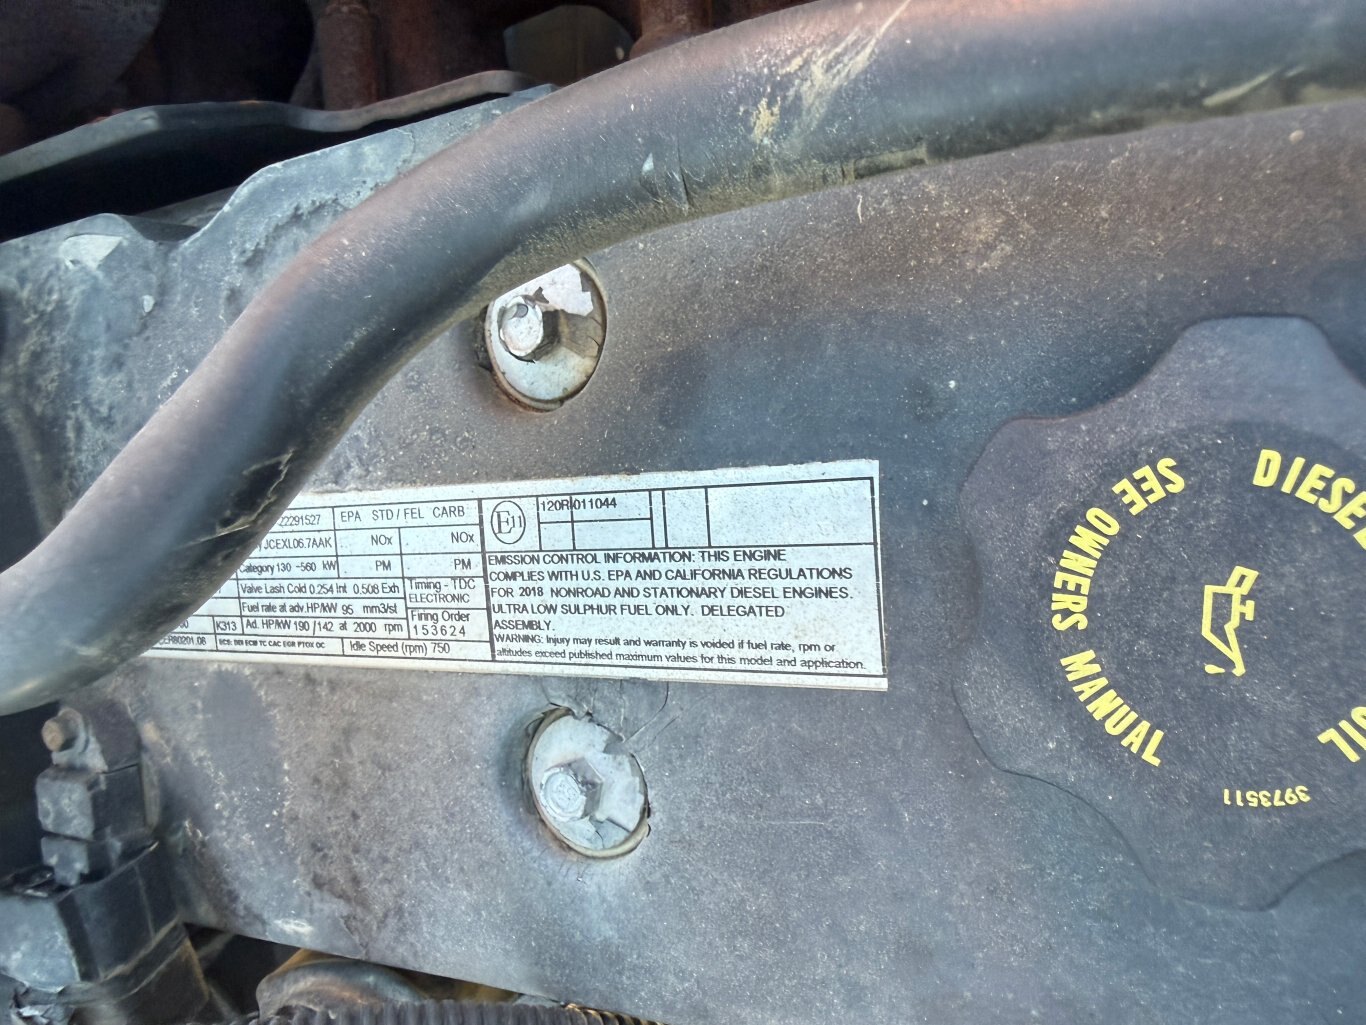 22291527
EPA STD / FEL CARB
JCEXL06.7AAK
NOx
NOx
Category 130 -560 kW
PM
PM
Valve Lash Cold 0.254 Int 0.508 Exh
Timing - TDC
ELECTRONIC
Fuel rate at adv.HP/kW 95 mm3/st
K313
Ad. HP/kW 190 / 142 at 2000 rpm
Firing Order
153624
Idle Speed (rpm) 750
E11
120R 011044
EMISSION CONTROL INFORMATION: THIS ENGINE
COMPLIES WITH U.S. EPA AND CALIFORNIA REGULATIONS
FOR 2018 NONROAD AND STATIONARY DIESEL ENGINES.
ULTRA LOW SULPHUR FUEL ONLY. DELEGATED
ASSEMBLY.
WARNING: Injury may result and warranty is voided if fuel rate, rpm or
altitudes exceed published maximum values for this model and application.
DIESEL
OIL
SEE OWNERS MANUAL
3973511